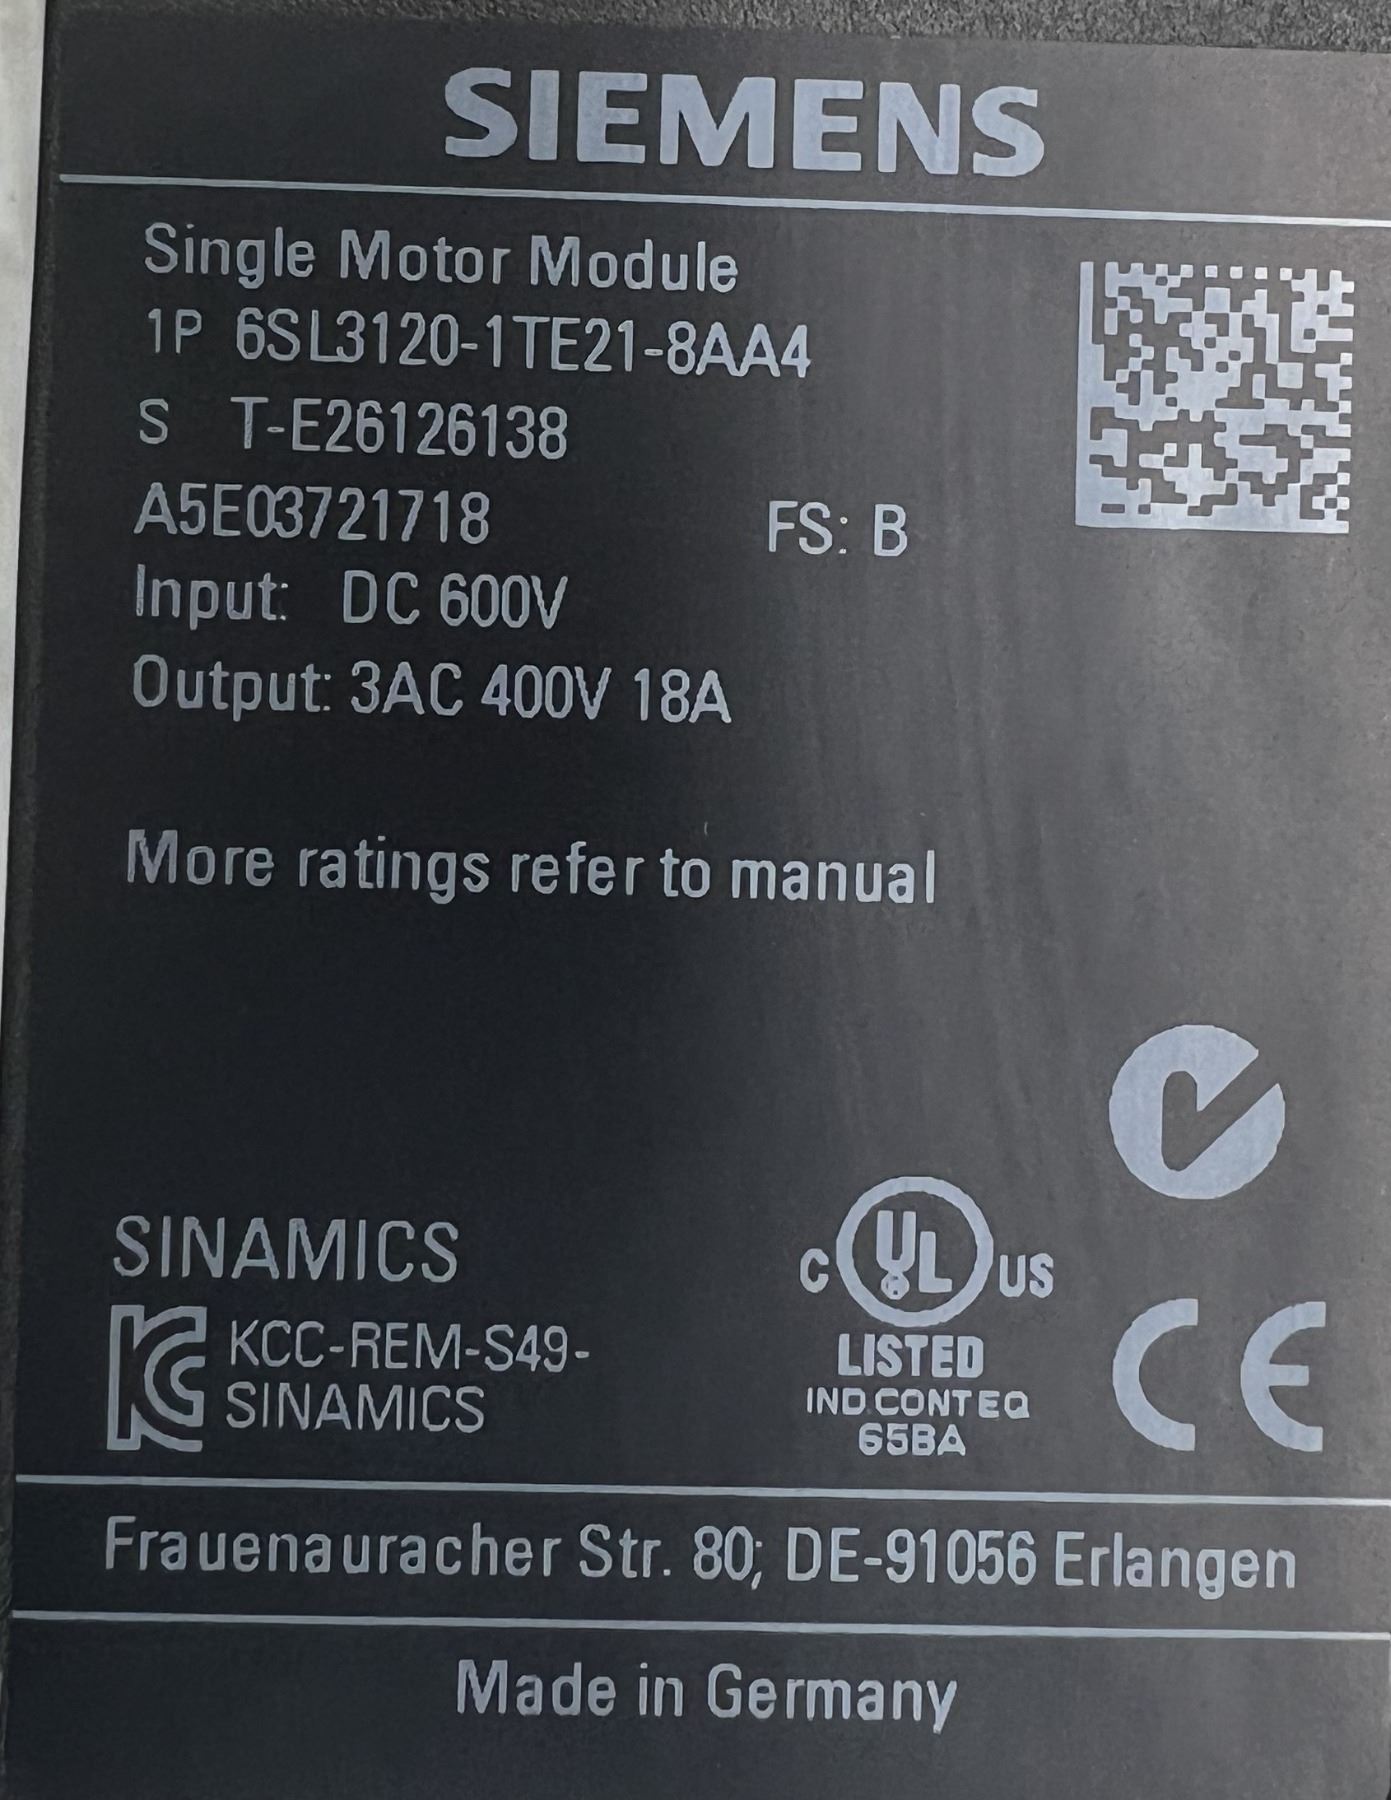 SIEMENS
Single Motor Module
1P 6SL3120-1TE21-8AA4
S T-E26126138
A5E03721718 FS: B
Input: DC 600V
Output: 3AC 400V 18A
More ratings refer to manual
SINAMICS
KCC-REM-S49-
SINAMICS
C UL US
LISTED
IND.CONT.EQ
65BA
CE
Frauenauracher Str. 80; DE-91056 Erlangen
Made in Germany